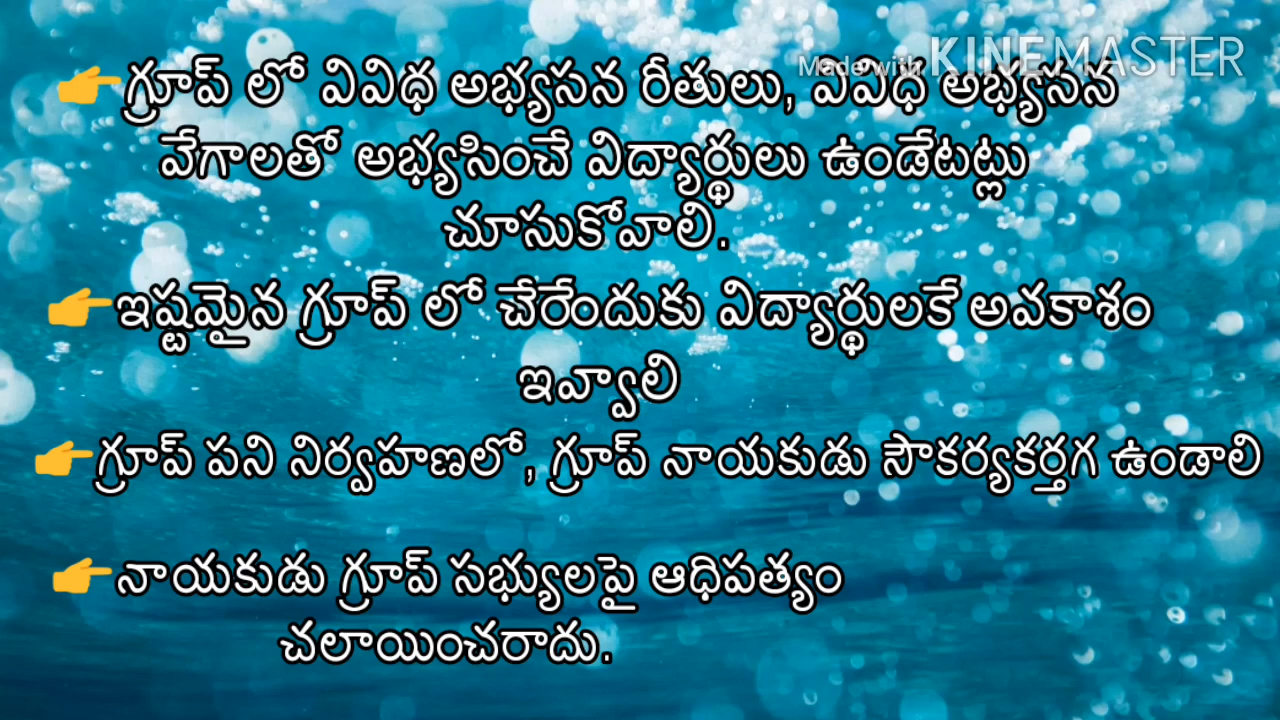 Made with KINEMASTER
👉గ్రూప్ లో వివిధ అభ్యసన రీతులు, వివిధ అభ్యసన
వేగాలతో అభ్యసించే విద్యార్థులు ఉండేటట్లు
చూసుకోవాలి.
👉ఇష్టమైన గ్రూప్ లో చేరేందుకు విద్యార్థులకే అవకాశం
ఇవ్వాలి
👉గ్రూప్ పని నిర్వహణలో, గ్రూప్ నాయకుడు సౌకర్యకర్తగ ఉండాలి
👉నాయకుడు గ్రూప్ సభ్యులపై ఆధిపత్యం
చలాయించరాదు.